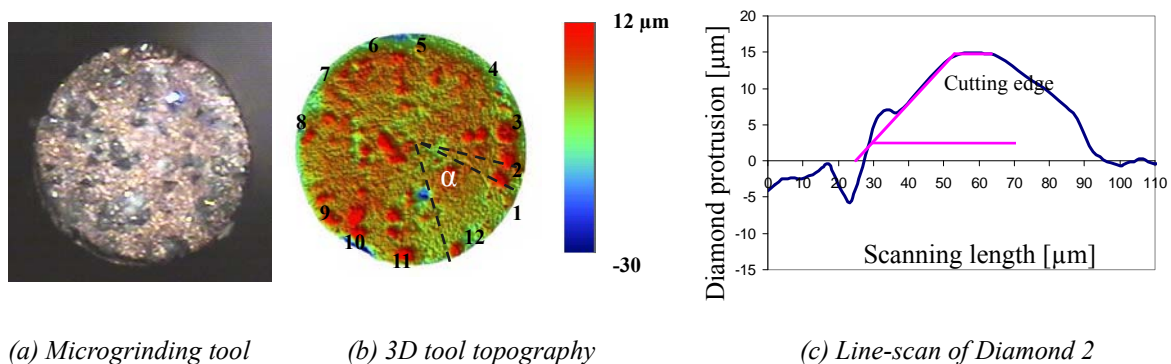 12 µm
-30
6
5
7
4
8
3
2
α
9
1
10
12
11
Diamond protrusion [µm]
20
15
10
5
0
-5
-10
-15
Cutting edge
0 10 20 30 40 50 60 70 80 90 100 110
Scanning length [µm]
(a) Microgrinding tool
(b) 3D tool topography
(c) Line-scan of Diamond 2